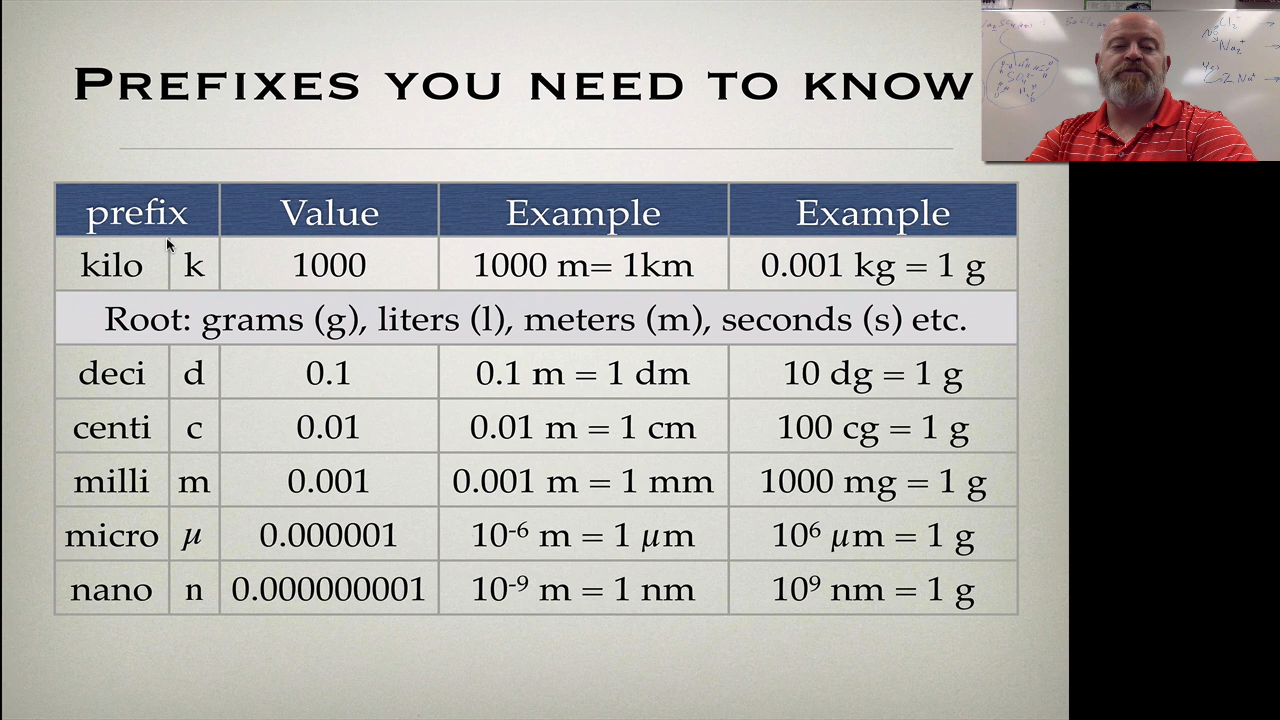 PREFIXES YOU NEED TO KNOW
prefix Value Example Example
kilo k 1000 1000 m= 1km 0.001 kg = 1 g
Root: grams (g), liters (l), meters (m), seconds (s) etc.
deci d 0.1 0.1 m = 1 dm 10 dg = 1 g
centi c 0.01 0.01 m = 1 cm 100 cg = 1 g
milli m 0.001 0.001 m = 1 mm 1000 mg = 1 g
micro µ 0.000001 10⁻⁶ m = 1 µm 10⁶ µm = 1 g
nano n 0.000000001 10⁻⁹ m = 1 nm 10⁹ nm = 1 g